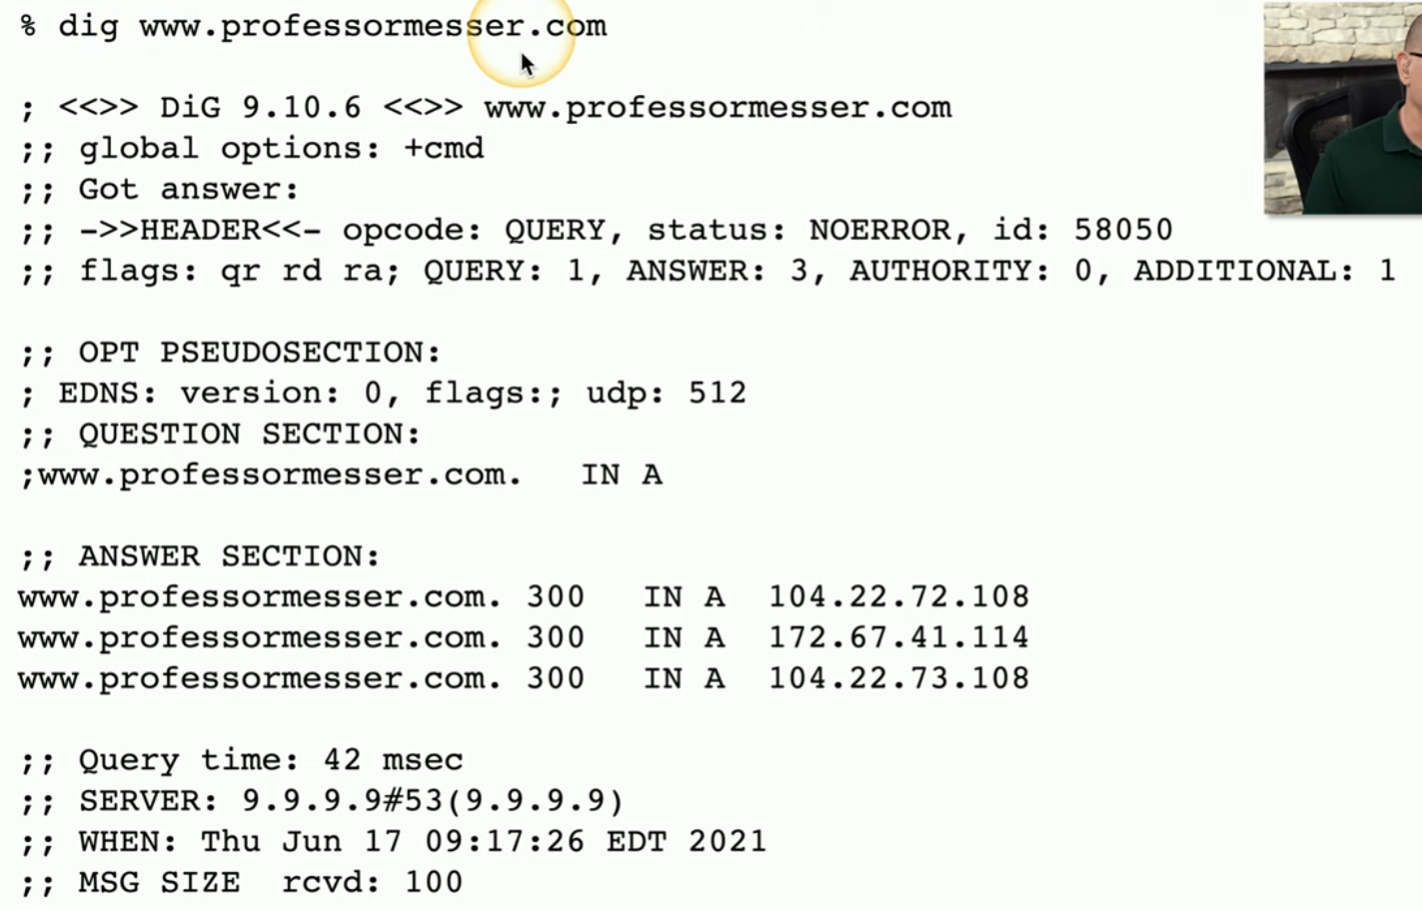 % dig www.professormesser.com
; <<>> DiG 9.10.6 <<>> www.professormesser.com
;; global options: +cmd
;; Got answer:
;; ->>HEADER<<- opcode: QUERY, status: NOERROR, id: 58050
;; flags: qr rd ra; QUERY: 1, ANSWER: 3, AUTHORITY: 0, ADDITIONAL: 1
;; OPT PSEUDOSECTION:
; EDNS: version: 0, flags:; udp: 512
;; QUESTION SECTION:
;www.professormesser.com.   IN A
;; ANSWER SECTION:
www.professormesser.com. 300   IN A  104.22.72.108
www.professormesser.com. 300   IN A  172.67.41.114
www.professormesser.com. 300   IN A  104.22.73.108
;; Query time: 42 msec
;; SERVER: 9.9.9.9#53(9.9.9.9)
;; WHEN: Thu Jun 17 09:17:26 EDT 2021
;; MSG SIZE  rcvd: 100